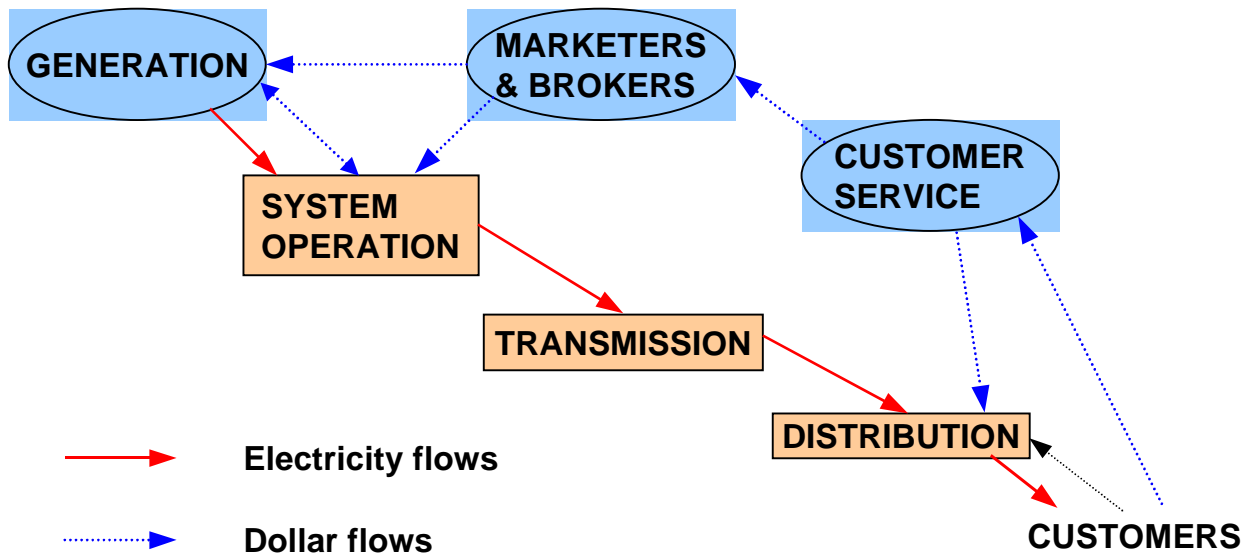 GENERATION
MARKETERS
& BROKERS
CUSTOMER
SERVICE
SYSTEM
OPERATION
TRANSMISSION
DISTRIBUTION
Electricity flows
Dollar flows
CUSTOMERS